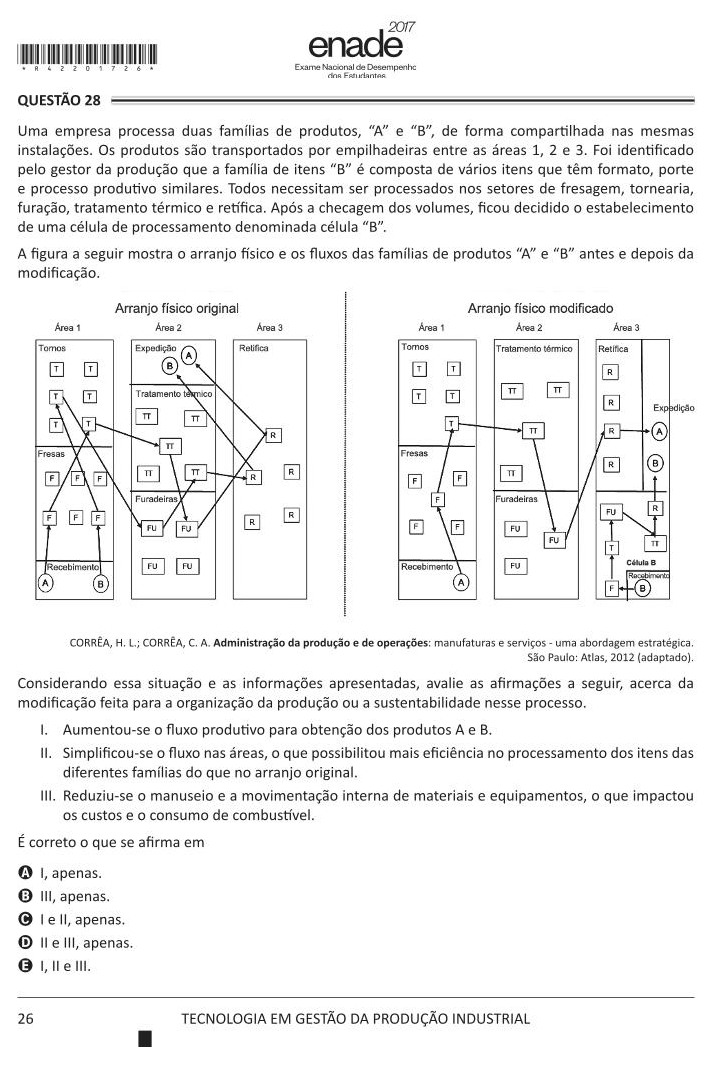 2017
enade
Exame Nacional de Desempenho
dos Estudantes
* R 4 2 2 0 1 7 2 6 *
QUESTÃO 28
Uma empresa processa duas famílias de produtos, “A” e “B”, de forma compartilhada nas mesmas
instalações. Os produtos são transportados por empilhadeiras entre as áreas 1, 2 e 3. Foi identificado
pelo gestor da produção que a família de itens “B” é composta de vários itens que têm formato, porte
e processo produtivo similares. Todos necessitam ser processados nos setores de fresagem, tornearia,
furação, tratamento térmico e retífica. Após a checagem dos volumes, ficou decidido o estabelecimento
de uma célula de processamento denominada célula “B”.
A figura a seguir mostra o arranjo físico e os fluxos das famílias de produtos “A” e “B” antes e depois da
modificação.
Arranjo físico original
Área 1 Área 2 Área 3
Tornos Expedição A Retífica
B
T T
Tratamento térmico
T T
TT TT
T T
R
TT
Fresas
F F F TT TT R R
Furadeiras
F F F
FU FU R R
Recebimento FU FU
A B
Arranjo físico modificado
Área 1 Área 2 Área 3
Tornos Tratamento térmico Retífica
T T R
TT TT
T T R
Expedição
T TT R A
Fresas
R B
F F TT
Furadeiras
F
FU FU R
F F FU
T TT
Célula B
Recebimento FU Recebimento
A F B
CORRÊA, H. L.; CORRÊA, C. A. Administração da produção e de operações: manufaturas e serviços - uma abordagem estratégica.
São Paulo: Atlas, 2012 (adaptado).
Considerando essa situação e as informações apresentadas, avalie as afirmações a seguir, acerca da
modificação feita para a organização da produção ou a sustentabilidade nesse processo.
I. Aumentou-se o fluxo produtivo para obtenção dos produtos A e B.
II. Simplificou-se o fluxo nas áreas, o que possibilitou mais eficiência no processamento dos itens das
diferentes famílias do que no arranjo original.
III. Reduziu-se o manuseio e a movimentação interna de materiais e equipamentos, o que impactou
os custos e o consumo de combustível.
É correto o que se afirma em
A I, apenas.
B III, apenas.
C I e II, apenas.
D II e III, apenas.
E I, II e III.
26
TECNOLOGIA EM GESTÃO DA PRODUÇÃO INDUSTRIAL